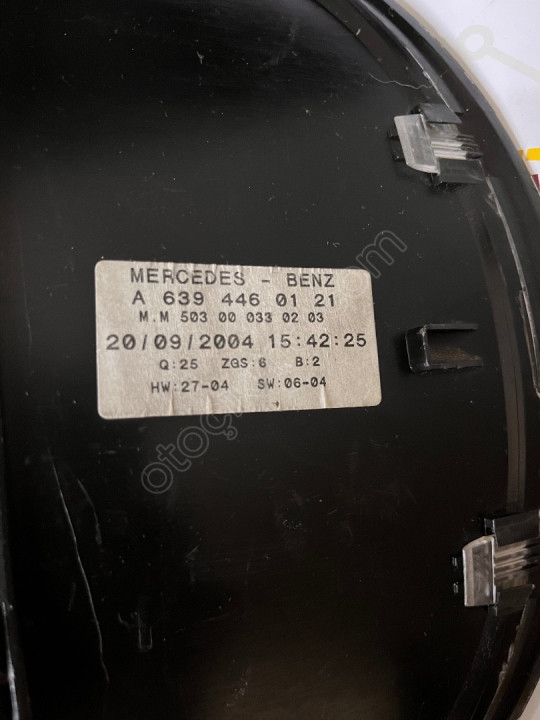 MERCEDES - BENZ
A 639 446 01 21
M.M 503 00 033 02 03
20/09/2004 15:42:25
Q:25 ZGS:6 B:2
HW:27-04 SW:06-04